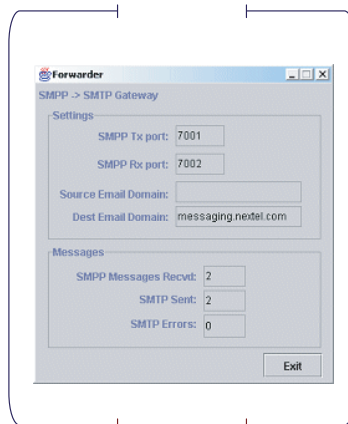 Forwarder
SMPP -> SMTP Gateway
Settings
SMPP Tx port: 7001
SMPP Rx port: 7002
Source Email Domain:
Dest Email Domain: messaging.nextel.com
Messages
SMPP Messages Recvd: 2
SMTP Sent: 2
SMTP Errors: 0
Exit